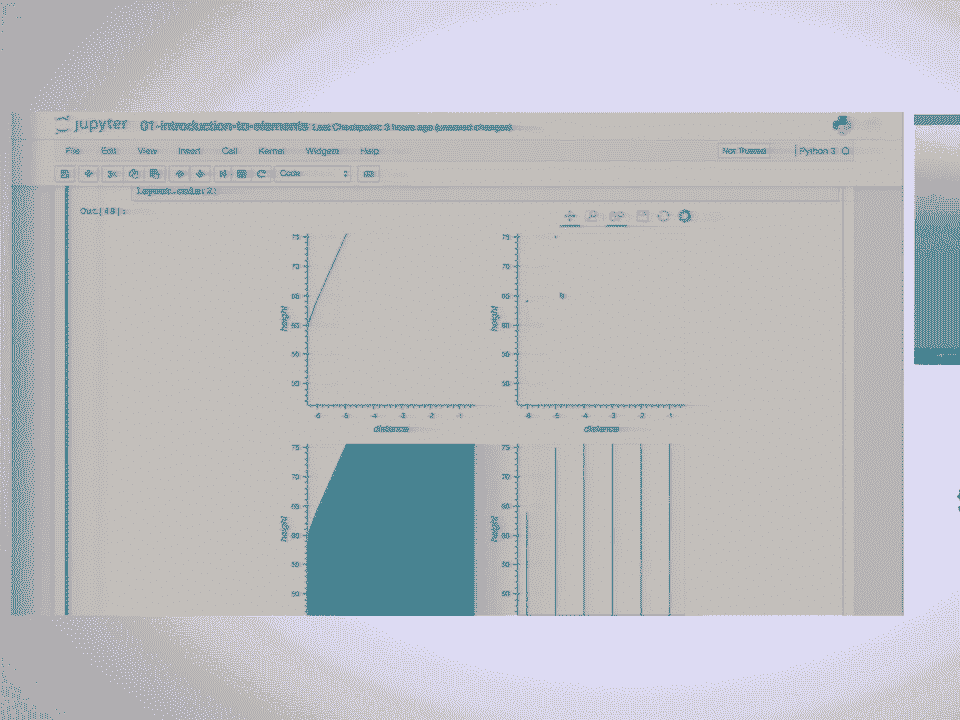 jupyter 01-introduction-to-elements Last Checkpoint: 3 hours ago (unsaved changes)
File Edit View Insert Cell Kernel Widgets Help Not Trusted Python 3
Code
Layout.cols(2)
Out[48]:
75 75
70 70
65 65
height height
60 60
55 55
50 50
-6 -5 -4 -3 -2 -1 -6 -5 -4 -3 -2 -1
distance distance
75 75
70 70
65 65
height height
60 60
55 55
50 50